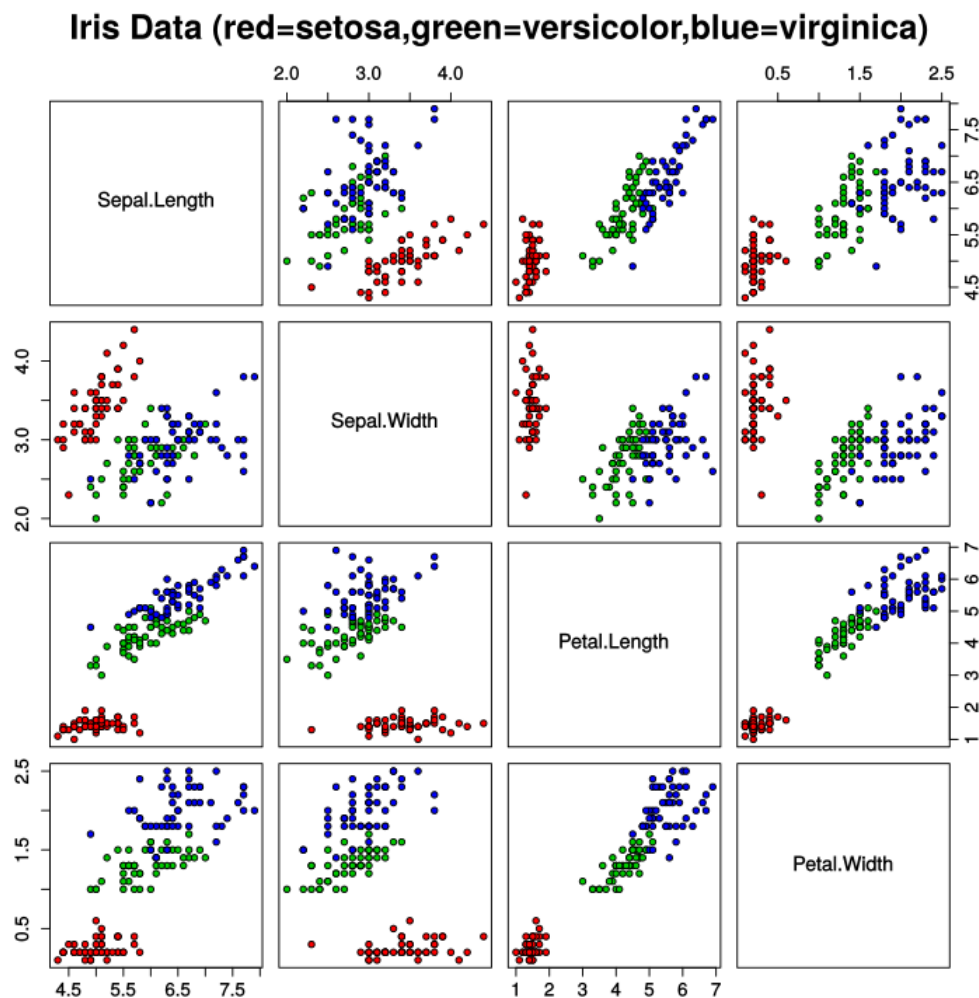 Iris Data (red=setosa,green=versicolor,blue=virginica)
2.0 3.0 4.0
0.5 1.5 2.5
Sepal.Length
4.5 5.5 6.5 7.5
2.0 3.0 4.0
Sepal.Width
Petal.Length
1 2 3 4 5 6 7
0.5 1.5 2.5
Petal.Width
4.5 5.5 6.5 7.5
1 2 3 4 5 6 7